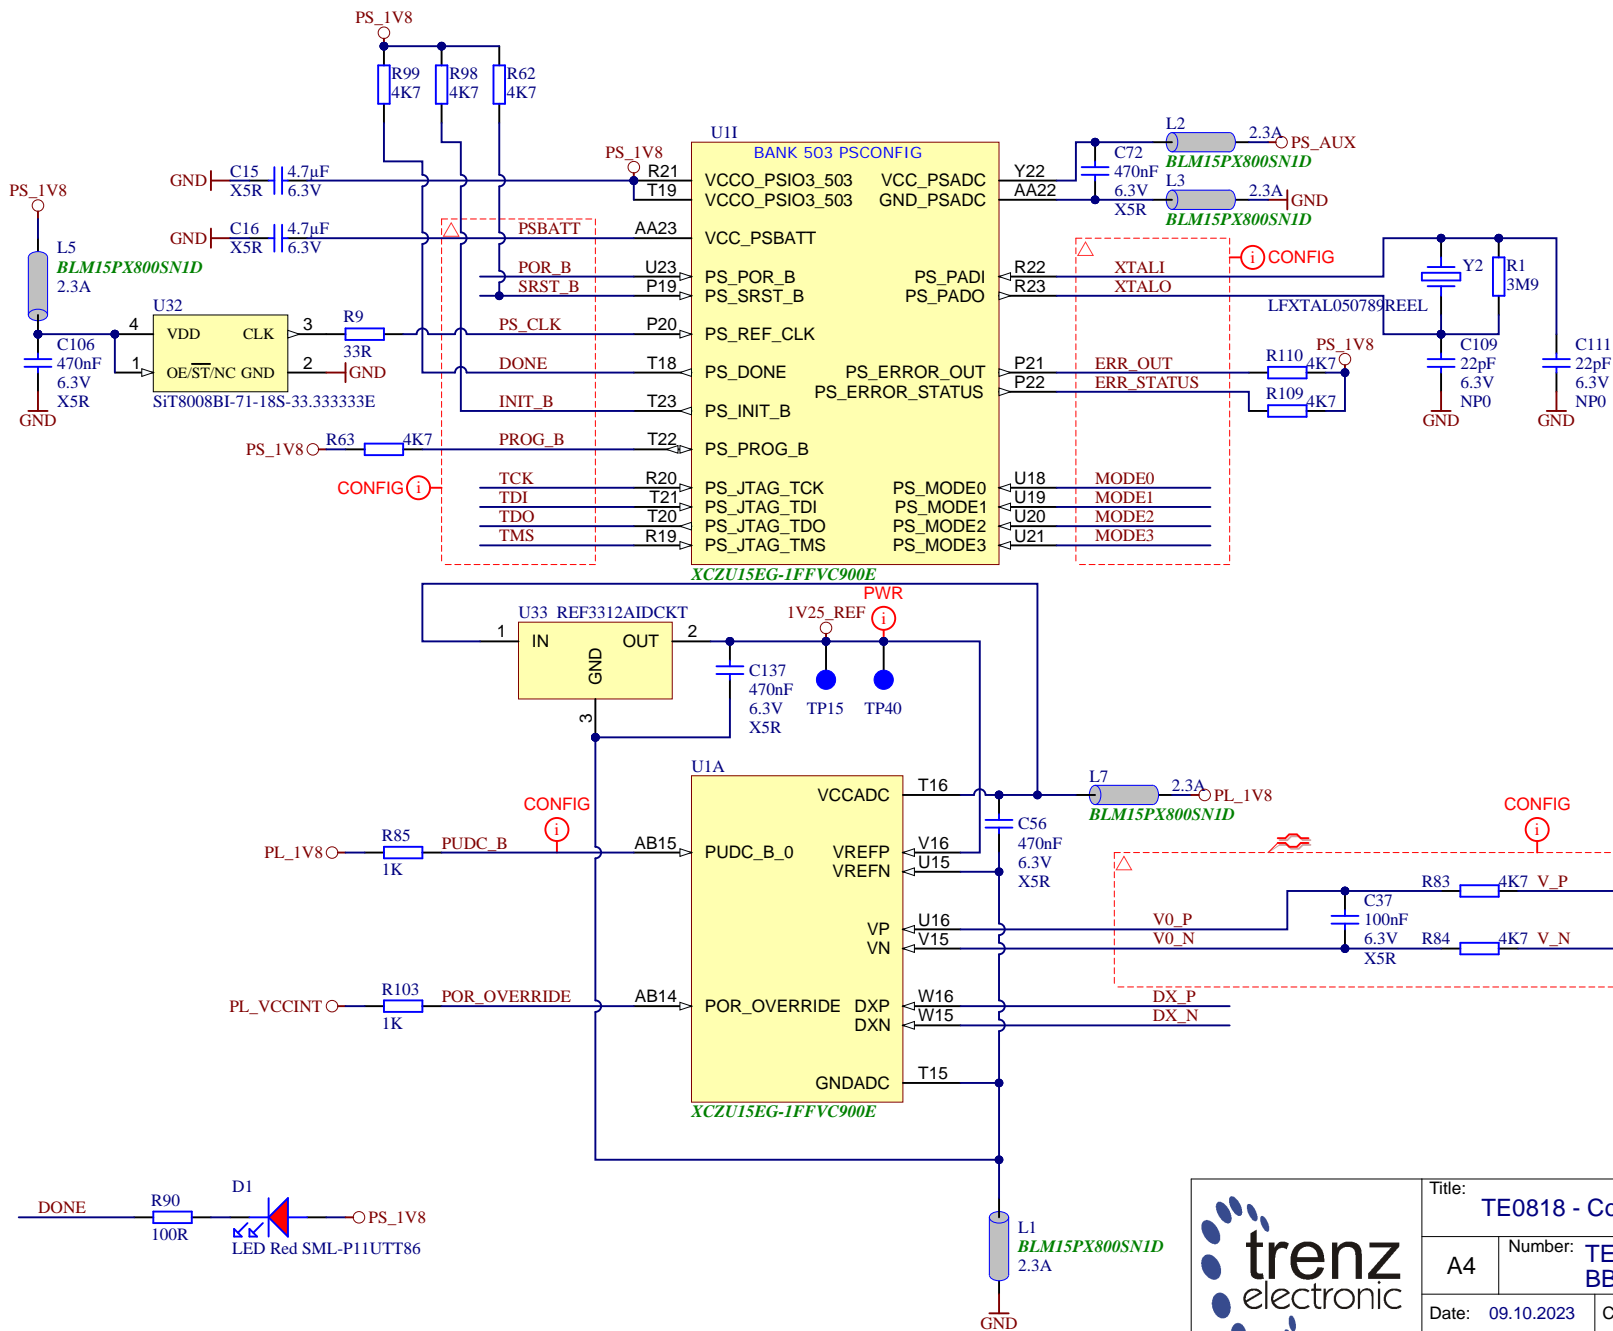 PS_1V8
R99
4K7
R98
4K7
R62
4K7
U1I
BANK 503 PSCONFIG
PS_1V8
GND
C15
X5R
4.7µF
6.3V
R21
T19
VCCO_PSIO3_503
VCCO_PSIO3_503
VCC_PSADC
GND_PSADC
Y22
AA22
C72
470nF
6.3V
X5R
L2
2.3A
PS_AUX
BLM15PX800SN1D
L3
2.3A
GND
BLM15PX800SN1D
PS_1V8
L5
BLM15PX800SN1D
2.3A
GND
C16
X5R
4.7µF
6.3V
PSBATT
AA23
VCC_PSBATT
POR_B
U23
PS_POR_B
SRST_B
P19
PS_SRST_B
PS_PADI
R22
XTALI
PS_PADO
R23
XTALO
CONFIG
Y2
LFXTAL050789REEL
R1
3M9
U32
4
VDD
CLK
3
1
OE/ST/NC
GND
2
GND
SiT8008BI-71-18S-33.333333E
R9
33R
PS_CLK
P20
PS_REF_CLK
C106
470nF
6.3V
X5R
GND
DONE
T18
PS_DONE
PS_ERROR_OUT
P21
ERR_OUT
PS_ERROR_STATUS
P22
ERR_STATUS
R110
4K7
R109
4K7
PS_1V8
C109
22pF
6.3V
NP0
GND
C111
22pF
6.3V
NP0
GND
INIT_B
T23
PS_INIT_B
PS_1V8
R63
4K7
PROG_B
T22
PS_PROG_B
CONFIG
TCK
R20
PS_JTAG_TCK
TDI
T21
PS_JTAG_TDI
TDO
T20
PS_JTAG_TDO
TMS
R19
PS_JTAG_TMS
PS_MODE0
U18
MODE0
PS_MODE1
U19
MODE1
PS_MODE2
U20
MODE2
PS_MODE3
U21
MODE3
XCZU15EG-1FFVC900E
U33 REF3312AIDCKT
1
IN
OUT
2
GND
3
C137
470nF
6.3V
X5R
1V25_REF
PWR
TP15
TP40
U1A
VCCADC
T16
L7
2.3A
PL_1V8
BLM15PX800SN1D
C56
470nF
6.3V
X5R
CONFIG
PL_1V8
R85
1K
PUDC_B
AB15
PUDC_B_0
VREFP
V16
VREFN
U15
VP
U16
V0_P
VN
V15
V0_N
CONFIG
C37
100nF
6.3V
X5R
R83
4K7
V_P
R84
4K7
V_N
PL_VCCINT
R103
1K
POR_OVERRIDE
AB14
POR_OVERRIDE
DXP
W16
DX_P
DXN
W15
DX_N
GNDADC
T15
XCZU15EG-1FFVC900E
DONE
R90
100R
D1
PS_1V8
LED Red SML-P11UTT86
L1
BLM15PX800SN1D
2.3A
GND
trenz
electronic
Title:
TE0818 - Co
A4
Number:
TE
BB
Date:
09.10.2023
C